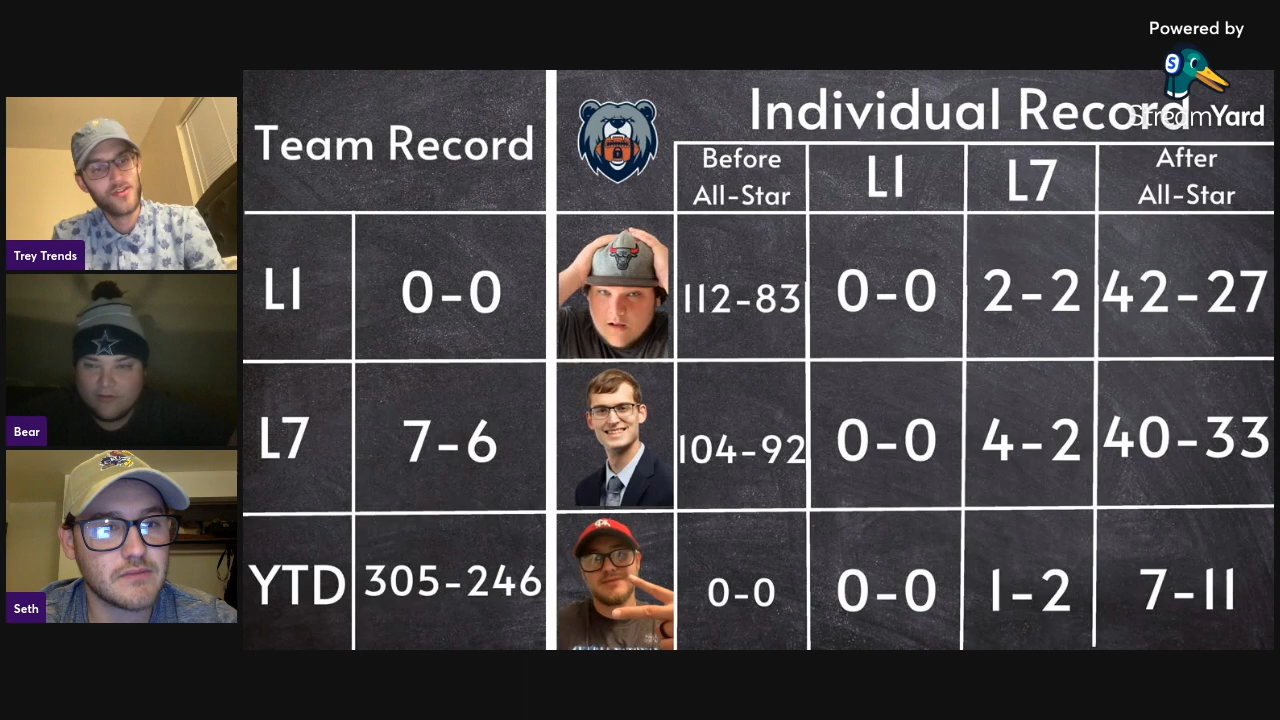 Powered by
StreamYard
Trey Trends
Bear
Seth
Team Record
L1 0-0
L7 7-6
YTD 305-246
Individual Record
Before All-Star L1 L7 After All-Star
112-83 0-0 2-2 42-27
104-92 0-0 4-2 40-33
0-0 0-0 1-2 7-11